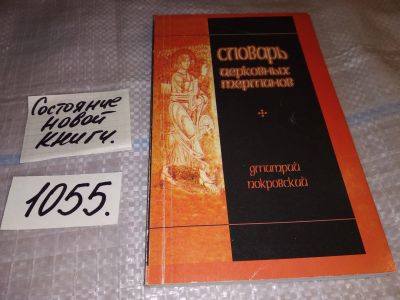 Состояние
новой
книги.
1055.
словарь
церковных
терминов
дмитрий
покровский